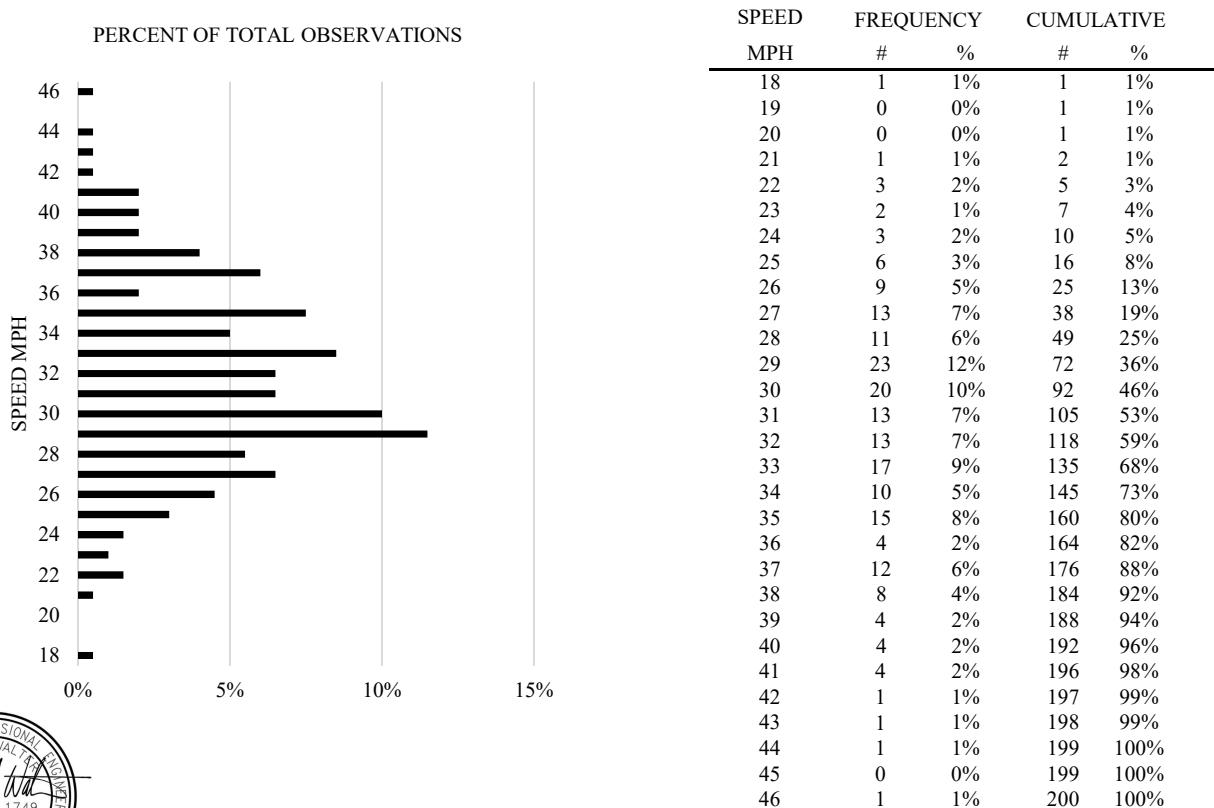 PERCENT OF TOTAL OBSERVATIONS
46
44
42
40
38
36
34
32
30
28
26
24
22
20
18
SPEED MPH
0% 5% 10% 15%
SPEED FREQUENCY CUMULATIVE
MPH # % # %
18 1 1% 1 1%
19 0 0% 1 1%
20 0 0% 1 1%
21 1 1% 2 1%
22 3 2% 5 3%
23 2 1% 7 4%
24 3 2% 10 5%
25 6 3% 16 8%
26 9 5% 25 13%
27 13 7% 38 19%
28 11 6% 49 25%
29 23 12% 72 36%
30 20 10% 92 46%
31 13 7% 105 53%
32 13 7% 118 59%
33 17 9% 135 68%
34 10 5% 145 73%
35 15 8% 160 80%
36 4 2% 164 82%
37 12 6% 176 88%
38 8 4% 184 92%
39 4 2% 188 94%
40 4 2% 192 96%
41 4 2% 196 98%
42 1 1% 197 99%
43 1 1% 198 99%
44 1 1% 199 100%
45 0 0% 199 100%
46 1 1% 200 100%